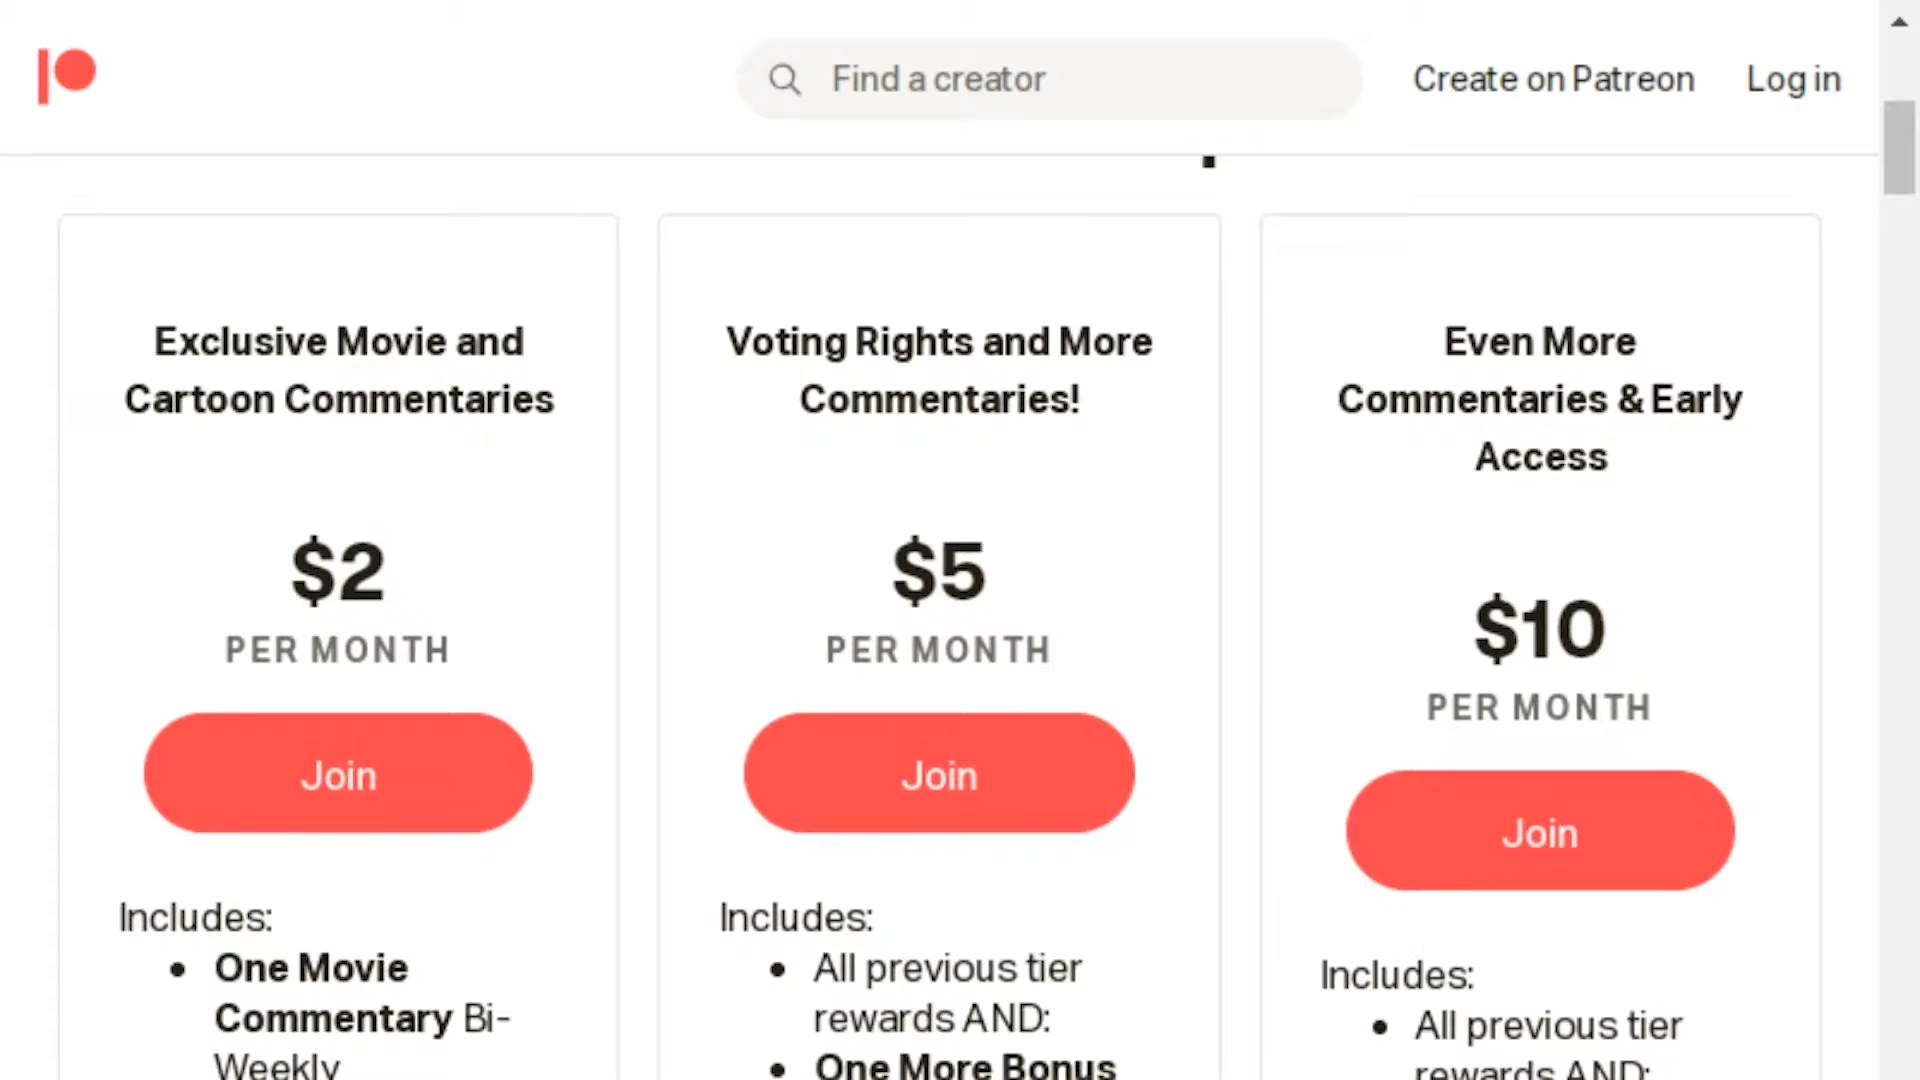 Find a creator
Create on Patreon
Log in
Exclusive Movie and
Cartoon Commentaries
$2
PER MONTH
Join
Includes:
• One Movie
Commentary Bi-
Weekly
Voting Rights and More
Commentaries!
$5
PER MONTH
Join
Includes:
• All previous tier
rewards AND:
• One More Bonus
Even More
Commentaries & Early
Access
$10
PER MONTH
Join
Includes:
• All previous tier
rewards AND: